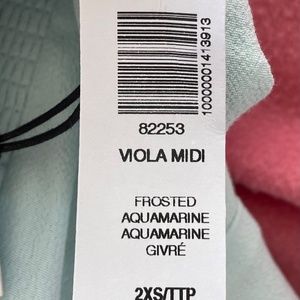 10000001413913
82253
VIOLA MIDI
FROSTED
AQUAMARINE
AQUAMARINE
GIVRÉ
2XS/TTP